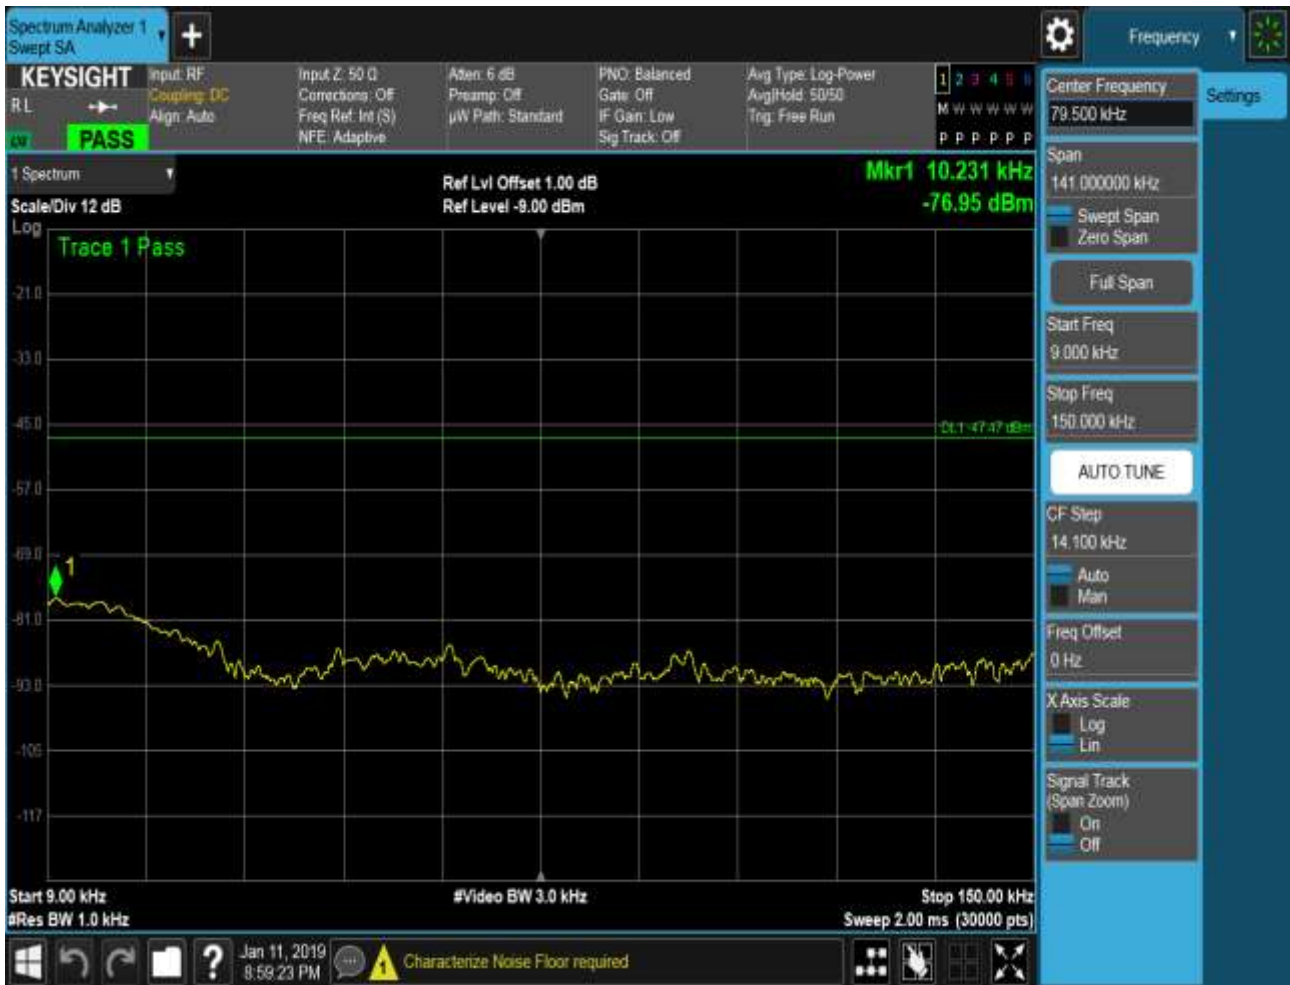 Spectrum Analyzer 1
Swept SA
+
Frequency
KEYSIGHT
R L
PASS
Input: RF
Coupling: DC
Align: Auto
Input Z: 50 Ω
Corrections: Off
Freq Ref: Int (S)
NFE: Adaptive
Atten: 6 dB
Preamp: Off
µW Path: Standard
PNO: Balanced
Gate: Off
IF Gain: Low
Sig Track: Off
Avg Type: Log-Power
Avg|Hold: 50/50
Trig: Free Run
1 2 3 4 5 6
M W W W W W
P P P P P P
1 Spectrum
Scale/Div 12 dB
Ref Lvl Offset 1.00 dB
Ref Level -9.00 dBm
Mkr1 10.231 kHz
-76.95 dBm
Log
Trace 1 Pass
-21.0
-33.0
-45.0
DL1 -47.47 dBm
-57.0
-69.0
1
-81.0
-93.0
-105
-117
Start 9.00 kHz
#Video BW 3.0 kHz
Stop 150.00 kHz
#Res BW 1.0 kHz
Sweep 2.00 ms (30000 pts)
Center Frequency
79.500 kHz
Settings
Span
141.000000 kHz
Swept Span
Zero Span
Full Span
Start Freq
9.000 kHz
Stop Freq
150.000 kHz
AUTO TUNE
CF Step
14.100 kHz
Auto
Man
Freq Offset
0 Hz
X Axis Scale
Log
Lin
Signal Track
(Span Zoom)
On
Off
?
Jan 11, 2019
8:59:23 PM
1
Characterize Noise Floor required